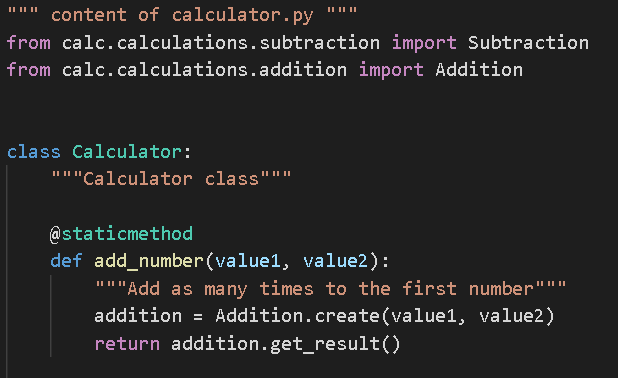 """ content of calculator.py """
from calc.calculations.subtraction import Subtraction
from calc.calculations.addition import Addition
class Calculator:
"""Calculator class"""
@staticmethod
def add_number(value1, value2):
"""Add as many times to the first number"""
addition = Addition.create(value1, value2)
return addition.get_result()